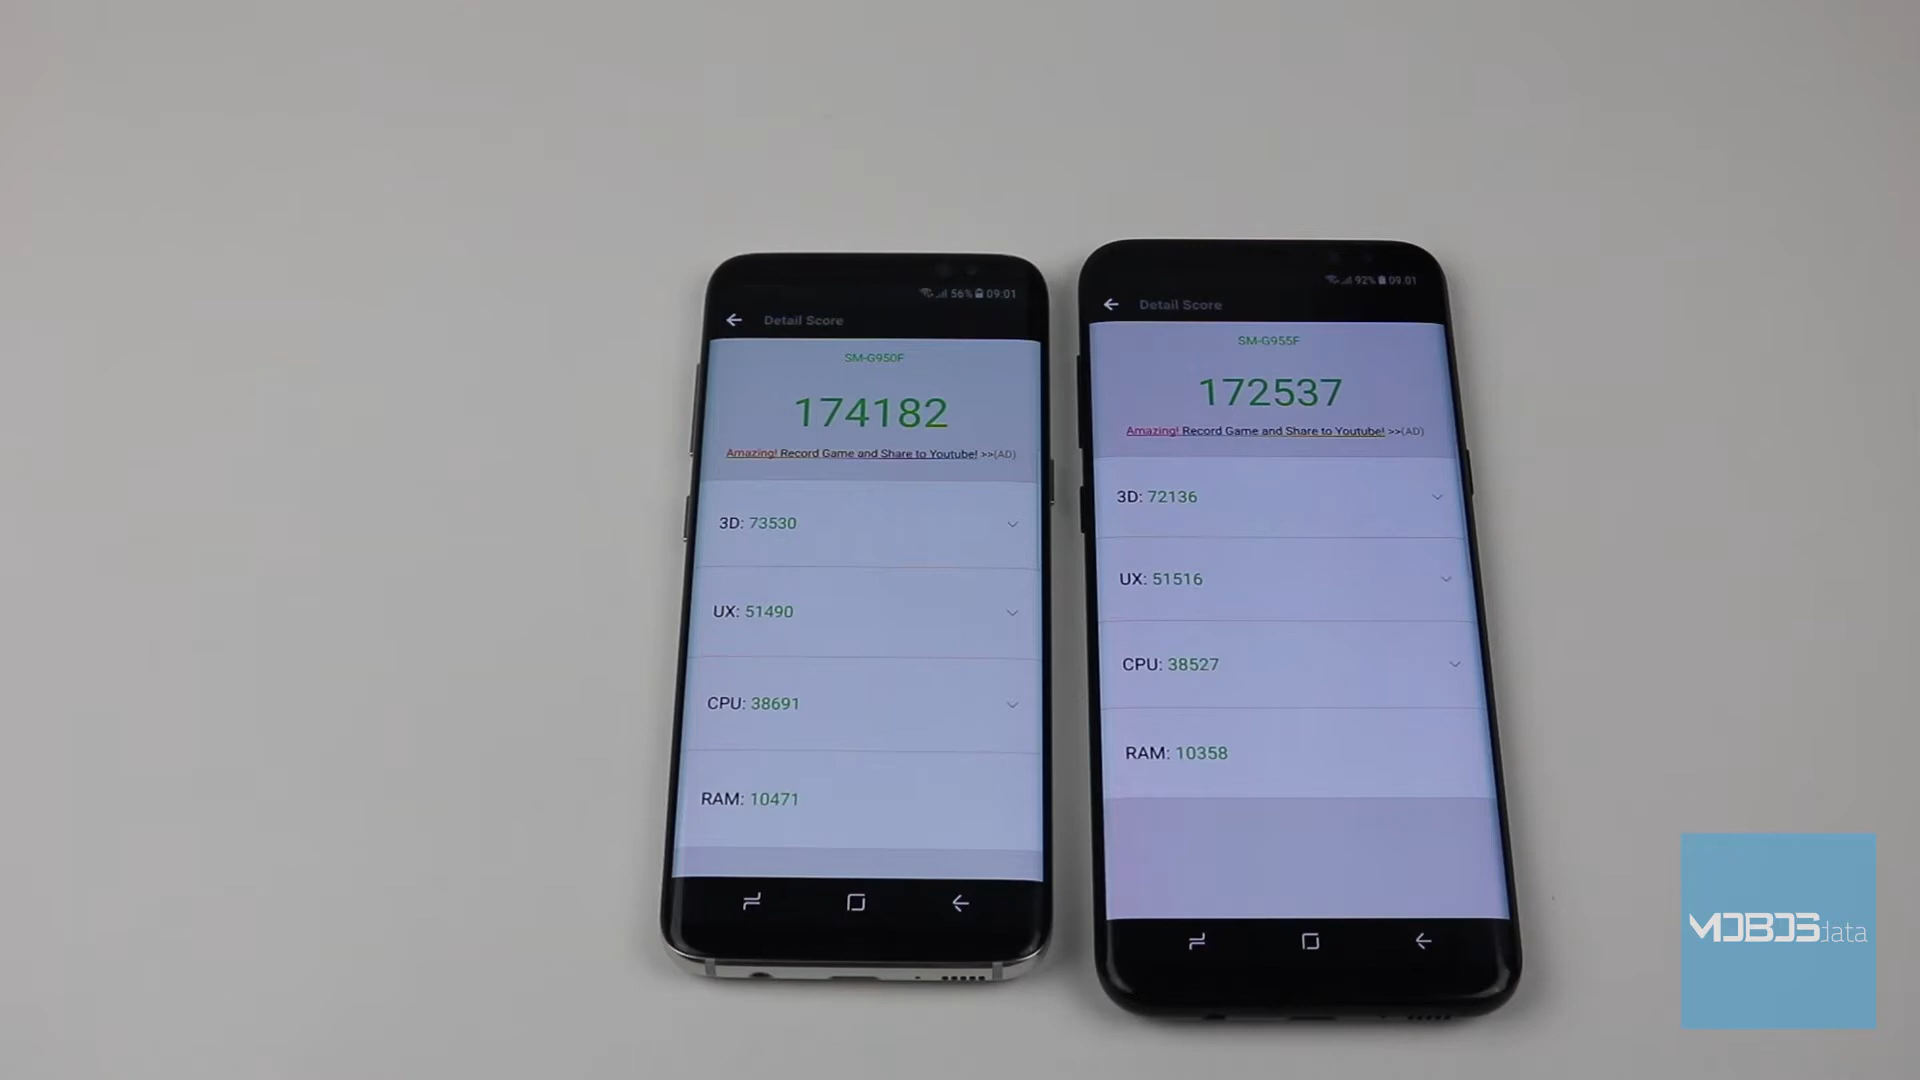 56% 09:01
Detail Score
SM-G950F
174182
Amazing! Record Game and Share to Youtube! >>(AD)
3D: 73530
UX: 51490
CPU: 38691
RAM: 10471
92% 09:01
Detail Score
SM-G955F
172537
Amazing! Record Game and Share to Youtube! >>(AD)
3D: 72136
UX: 51516
CPU: 38527
RAM: 10358
MOBOSdata